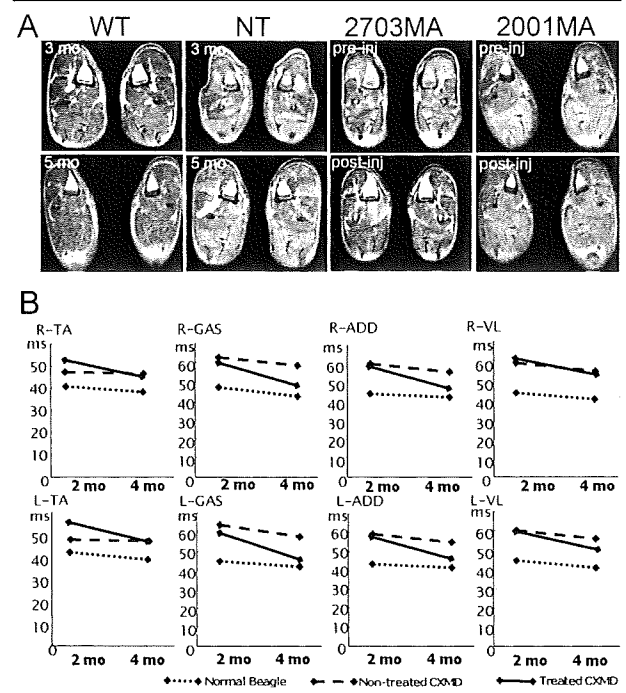 A WT NT 2703MA 2001MA
3 mo 3 mo pre-inj pre-inj
5 mo 5 mo post-inj post-inj
B
R-TA R-GAS R-ADD R-VL
ms ms ms ms
50 60 60 60
40 50 50 50
30 40 40 40
20 30 30 30
10 20 20 20
10 10 10
0 0 0 0
2 mo 4 mo 2 mo 4 mo 2 mo 4 mo 2 mo 4 mo
L-TA L-GAS L-ADD L-VL
ms ms ms ms
50 60 60 60
40 50 50 50
30 40 40 40
20 30 30 30
10 20 20 20
10 10 10
0 0 0 0
2 mo 4 mo 2 mo 4 mo 2 mo 4 mo 2 mo 4 mo
Normal Beagle Non-treated CXMD Treated CXMD